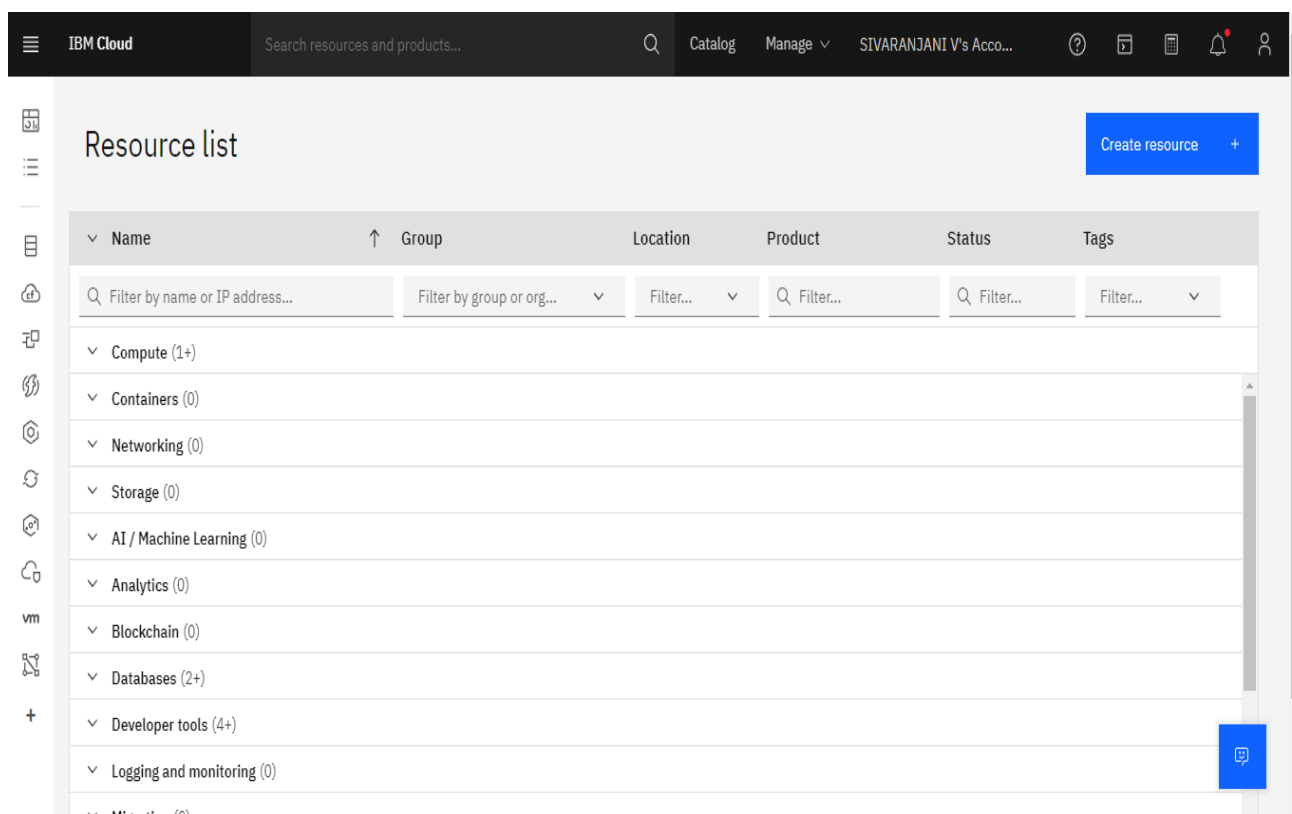 IBM Cloud Search resources and products... Catalog Manage SIVARANJANI V's Acco...
Resource list
Create resource +
Name Group Location Product Status Tags
Filter by name or IP address... Filter by group or org... Filter... Filter... Filter... Filter...
Compute (1+)
Containers (0)
Networking (0)
Storage (0)
AI / Machine Learning (0)
Analytics (0)
Blockchain (0)
Databases (2+)
Developer tools (4+)
Logging and monitoring (0)
cf
vm
+